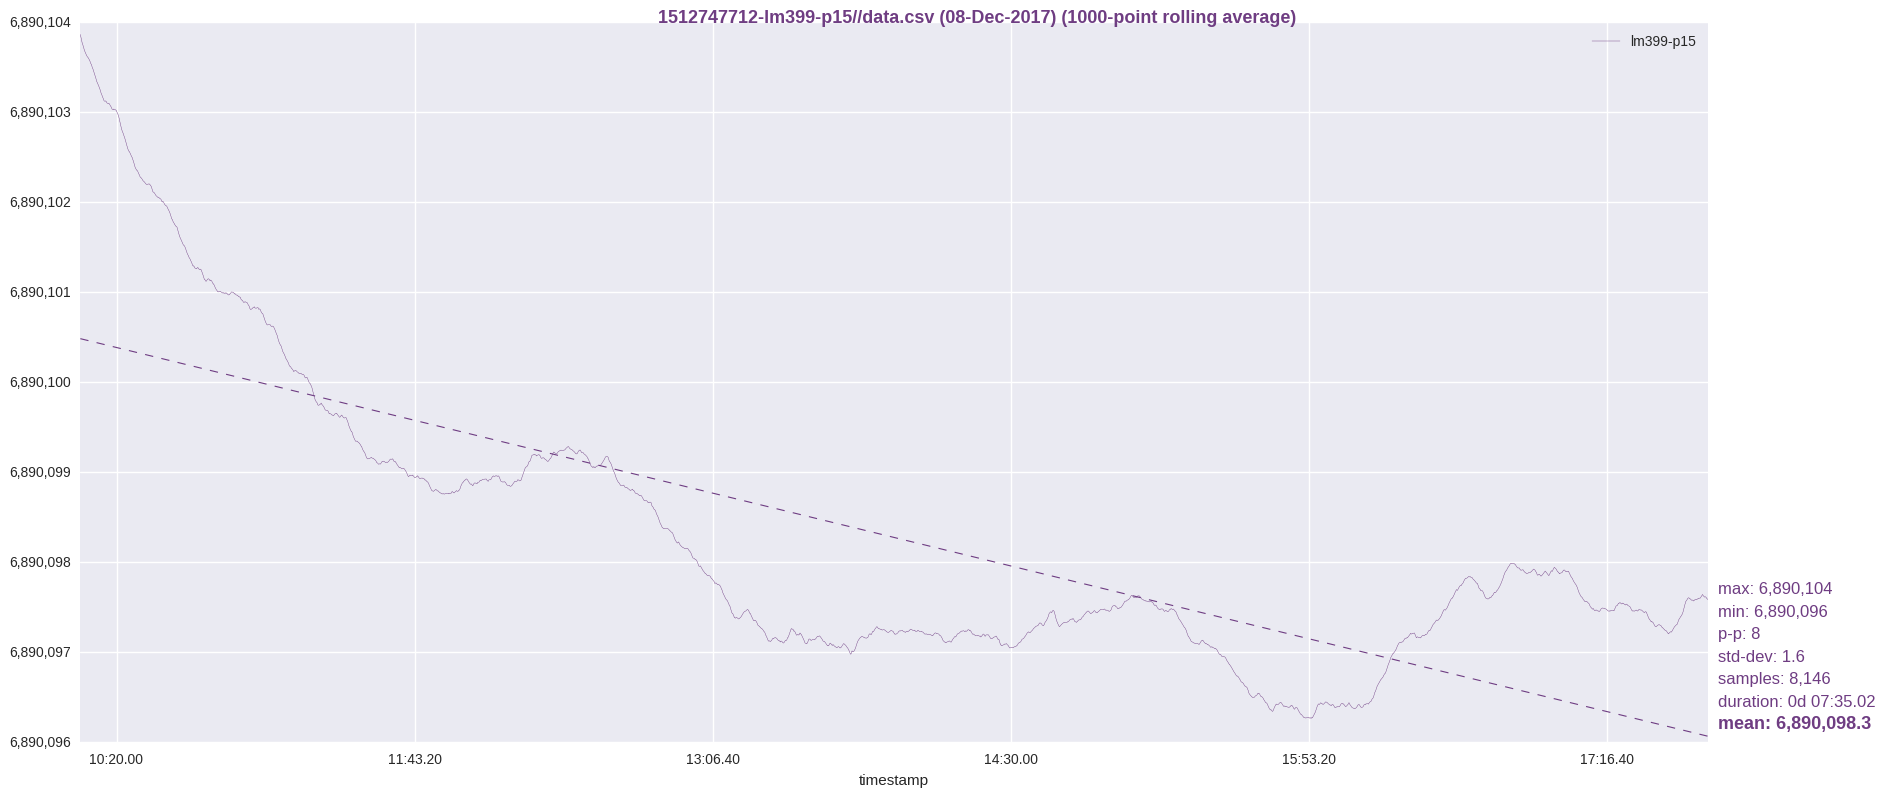 1512747712-lm399-p15//data.csv (08-Dec-2017) (1000-point rolling average)
lm399-p15
6,890,104
6,890,103
6,890,102
6,890,101
6,890,100
6,890,099
6,890,098
6,890,097
6,890,096
10:20.00 11:43.20 13:06.40 14:30.00 15:53.20 17:16.40
timestamp
max: 6,890,104
min: 6,890,096
p-p: 8
std-dev: 1.6
samples: 8,146
duration: 0d 07:35.02
mean: 6,890,098.3